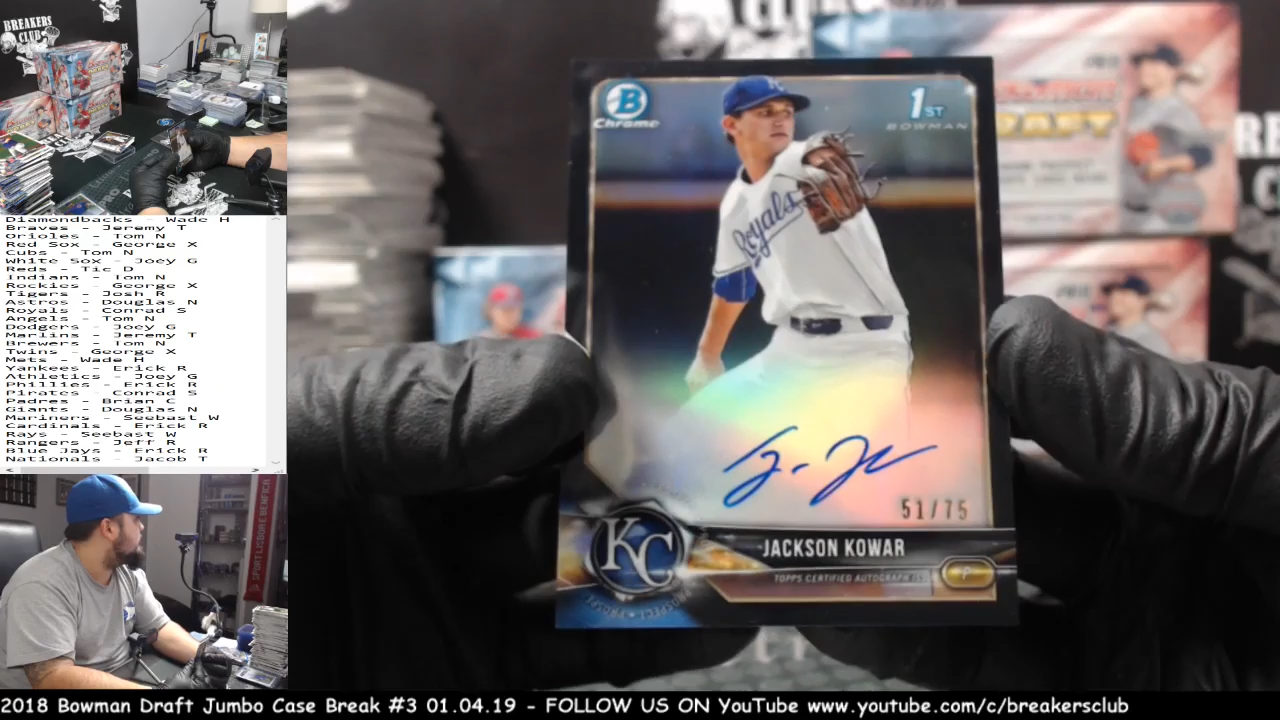 BREAKERS
CLUB
Diamondbacks - Wade H
Braves - Jeremy T
Orioles - Tom N
Red Sox - George X
Cubs - Tom N
White Sox - Joey G
Reds - Tic D
Indians - Tom N
Rockies - George X
Tigers - Josh R
Astros - Douglas N
Royals - Conrad S
Angels - Tom N
Dodgers - Joey G
Marlins - Jeremy T
Brewers - Tom N
Twins - George X
Mets - Wade H
Yankees - Erick R
Athletics - Joey G
Phillies - Erick R
Pirates - Conrad S
Padres - Brian C
Giants - Douglas N
Mariners - Seebast W
Cardinals - Erick R
Rays - Seebast W
Rangers - Jeff R
Blue Jays - Erick R
Nationals - Jacob T
SPORT LISBOA E BENFICA
B
Chrome
1ST
BOWMAN
Royals
51/75
KC
JACKSON KOWAR
TOPPS CERTIFIED AUTOGRAPH
P
DRAFT
2018 Bowman Draft Jumbo Case Break #3 01.04.19 - FOLLOW US ON YouTube www.youtube.com/c/breakersclub